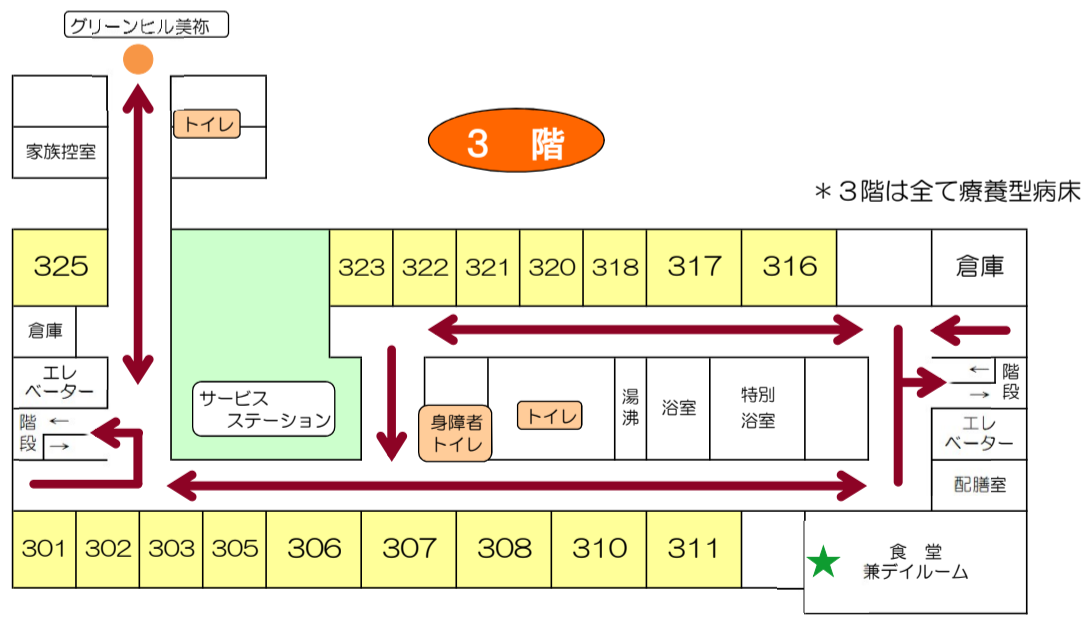 グリーンヒル美祢
トイレ
家族控室
3 階
＊3階は全て療養型病床
325
323
322
321
320
318
317
316
倉庫
倉庫
エレ
ベーター
階
段
←
→
サービス
ステーション
身障者
トイレ
トイレ
湯
沸
浴室
特別
浴室
←
→
階
段
エレ
ベーター
配膳室
301
302
303
305
306
307
308
310
311
食 堂
兼デイルーム